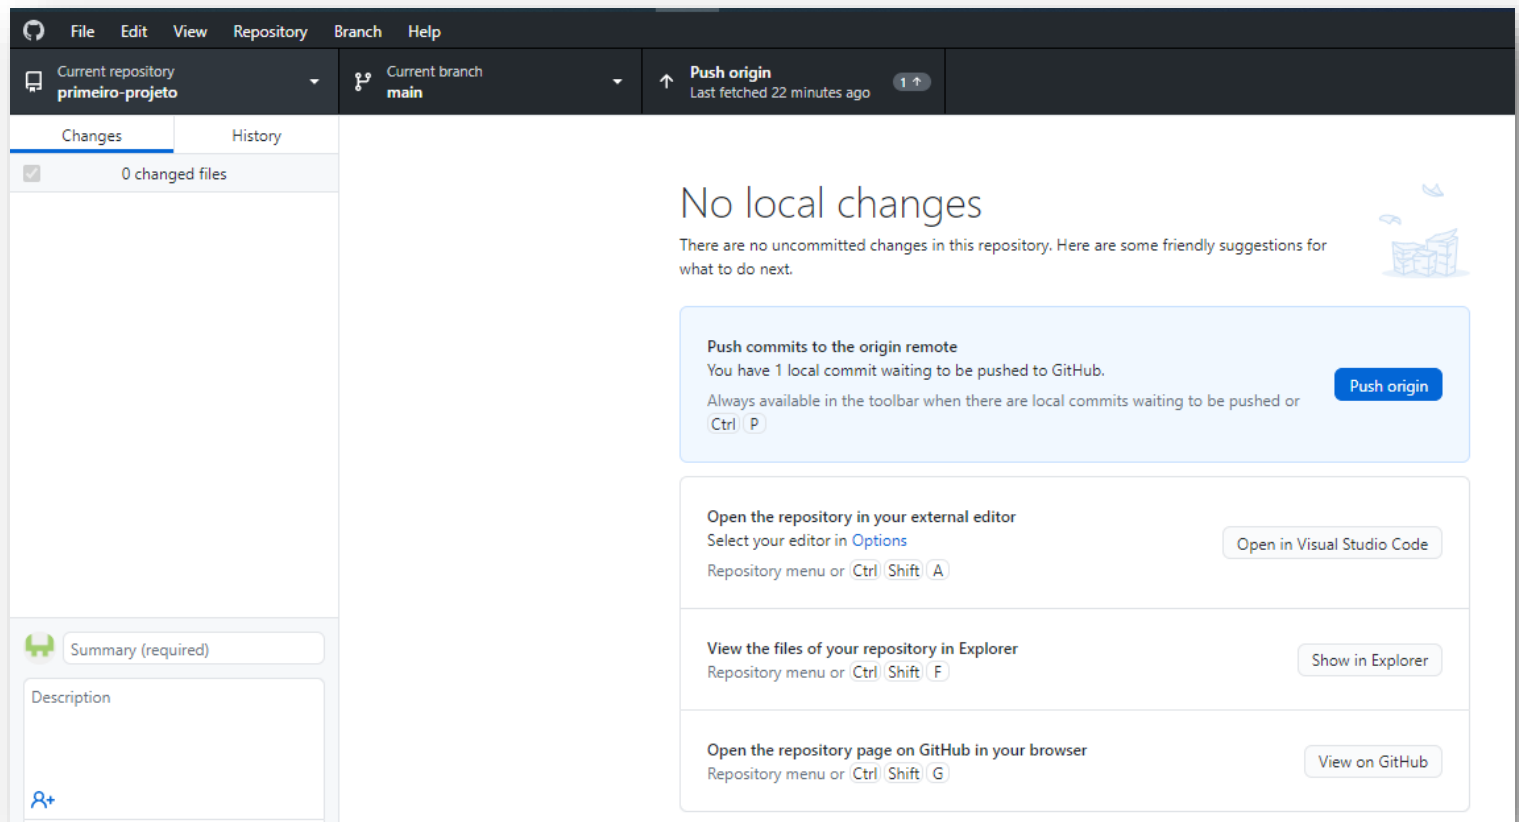 File Edit View Repository Branch Help
Current repository
primeiro-projeto
Current branch
main
Push origin
Last fetched 22 minutes ago
1
Changes
History
0 changed files
No local changes
There are no uncommitted changes in this repository. Here are some friendly suggestions for
what to do next.
Push commits to the origin remote
You have 1 local commit waiting to be pushed to GitHub.
Always available in the toolbar when there are local commits waiting to be pushed or
Ctrl P
Push origin
Open the repository in your external editor
Select your editor in Options
Repository menu or Ctrl Shift A
Open in Visual Studio Code
View the files of your repository in Explorer
Repository menu or Ctrl Shift F
Show in Explorer
Open the repository page on GitHub in your browser
Repository menu or Ctrl Shift G
View on GitHub
Summary (required)
Description